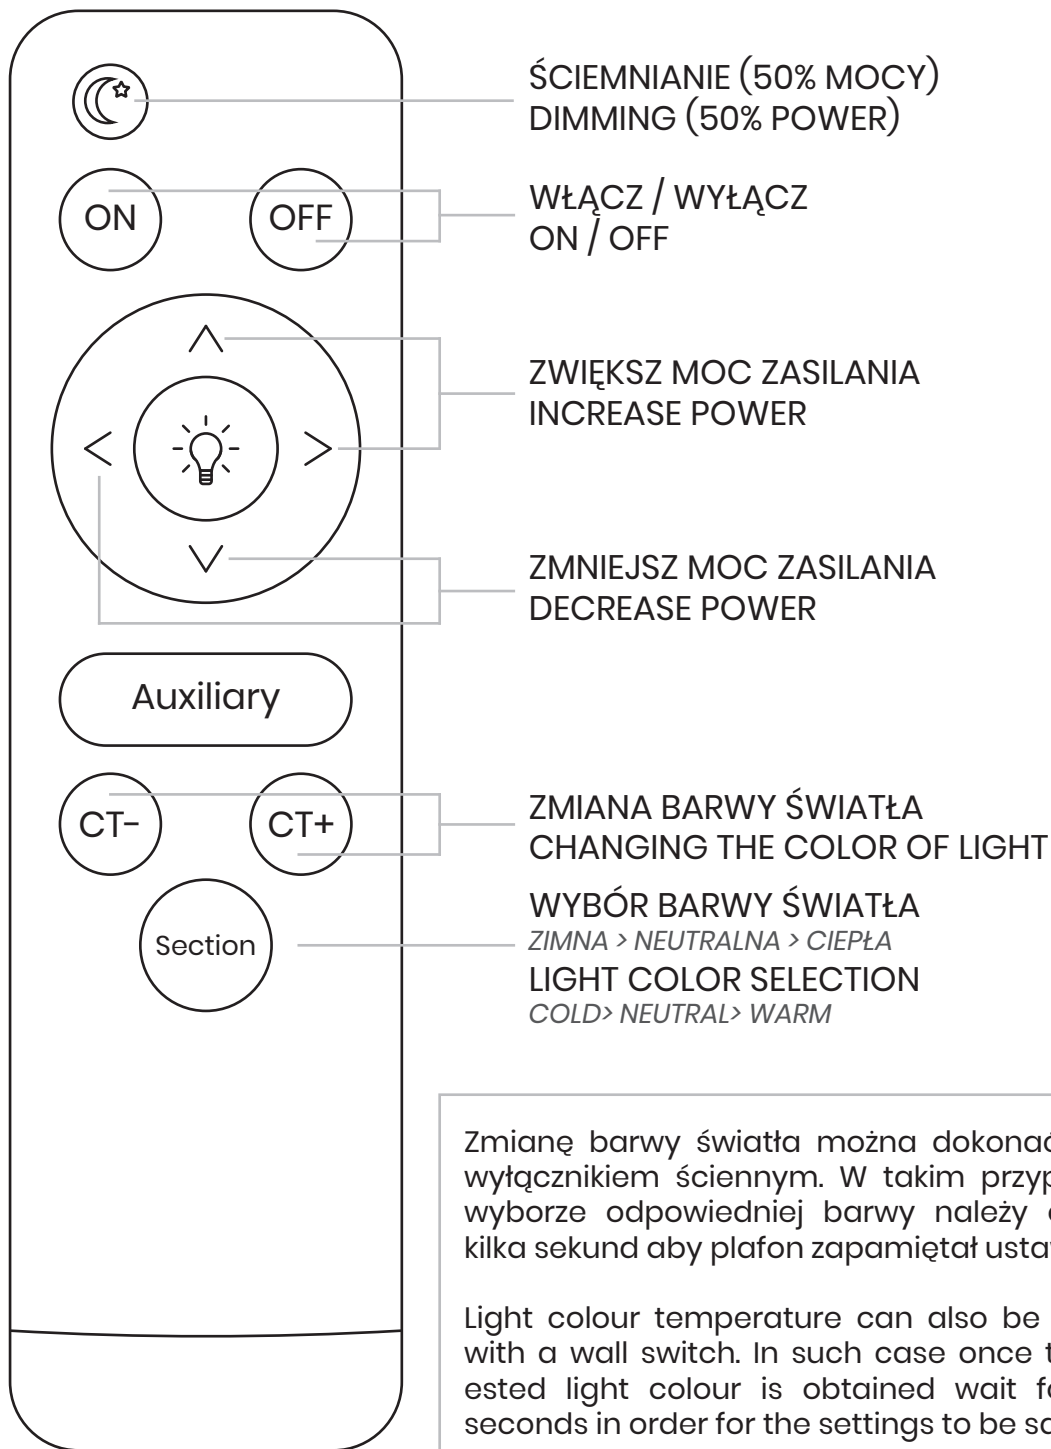 ŚCIEMNIANIE (50% MOCY)
DIMMING (50% POWER)
ON
OFF
WŁĄCZ / WYŁĄCZ
ON / OFF
ZWIĘKSZ MOC ZASILANIA
INCREASE POWER
ZMNIEJSZ MOC ZASILANIA
DECREASE POWER
Auxiliary
CT-
CT+
ZMIANA BARWY ŚWIATŁA
CHANGING THE COLOR OF LIGHT
Section
WYBÓR BARWY ŚWIATŁA
ZIMNA > NEUTRALNA > CIEPŁA
LIGHT COLOR SELECTION
COLD> NEUTRAL> WARM
Zmianę barwy światła można dokonać
wyłącznikiem ściennym. W takim
wyborze odpowiedniej barwy należy
kilka sekund aby plafon zapamiętał
Light colour temperature can also be
with a wall switch. In such case once
ested light colour is obtained wait
seconds in order for the settings to be